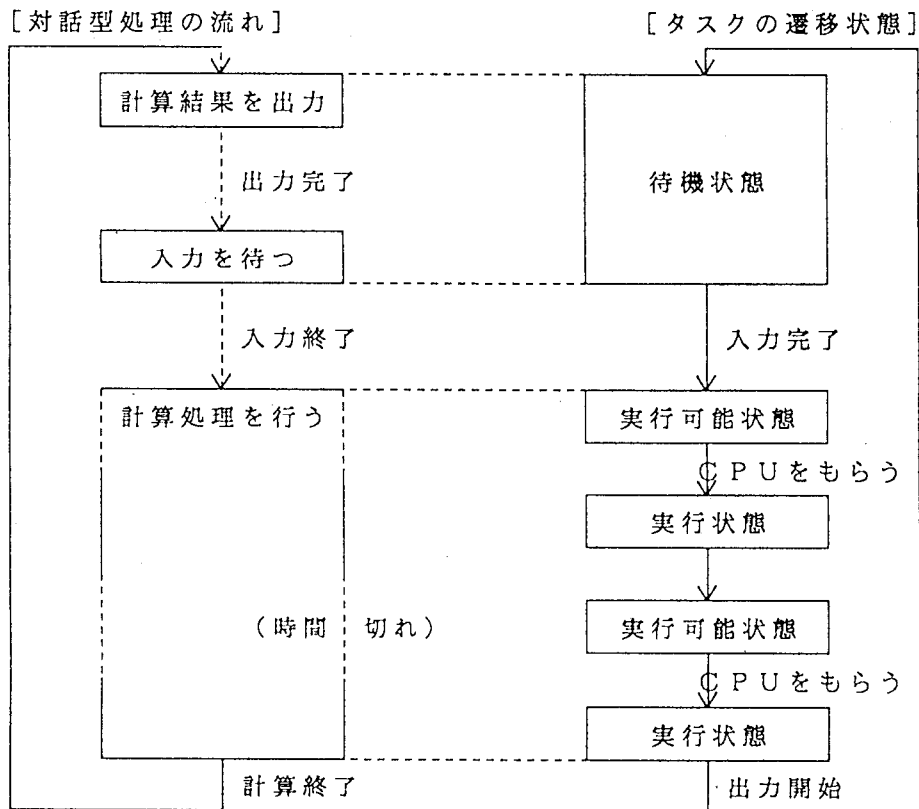 [対話型処理の流れ]
[タスクの遷移状態]
計算結果を出力
出力完了
待機状態
入力を待つ
入力終了
入力完了
計算処理を行う
実行可能状態
CPUをもらう
実行状態
(時間切れ)
実行可能状態
CPUをもらう
実行状態
計算終了
出力開始